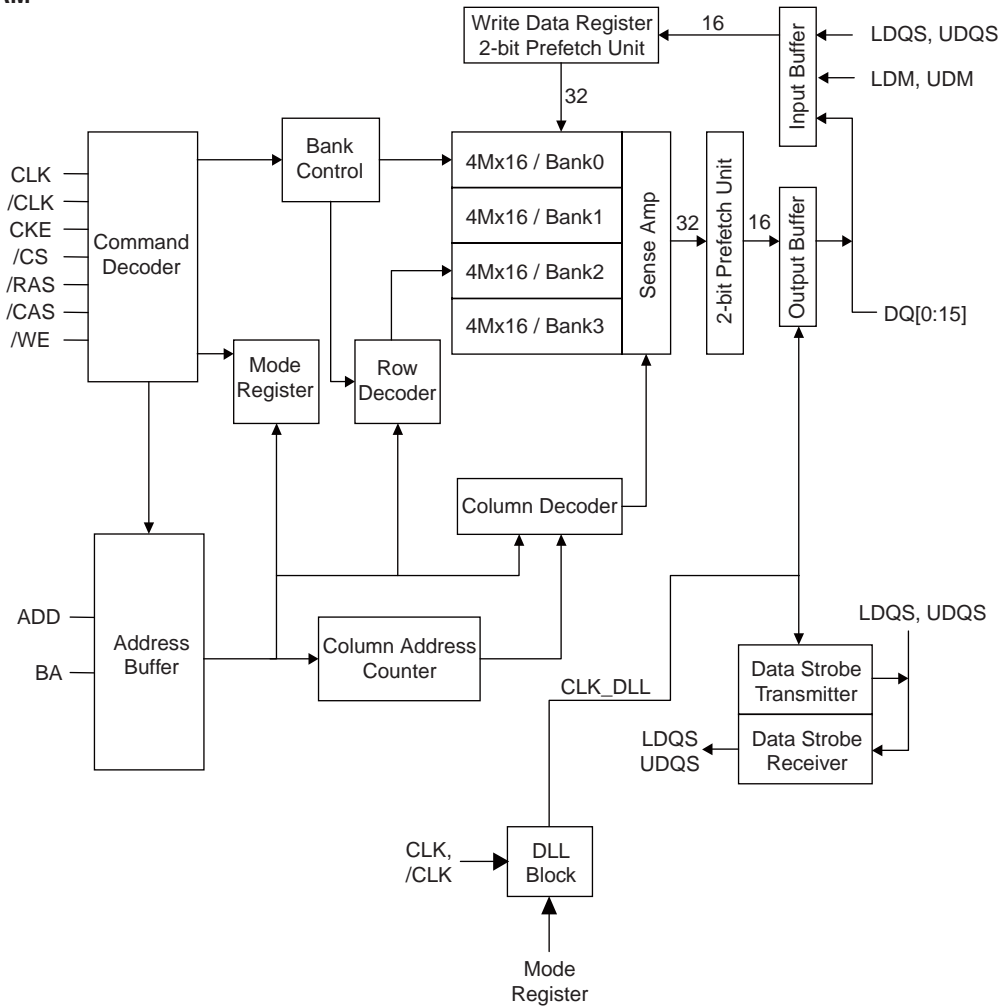 Write Data Register
2-bit Prefetch Unit
16
Input Buffer
LDQS, UDQS
LDM, UDM
32
Bank
Control
CLK
/CLK
CKE
/CS
/RAS
/CAS
/WE
Command
Decoder
4Mx16 / Bank0
4Mx16 / Bank1
4Mx16 / Bank2
4Mx16 / Bank3
Sense Amp
32
2-bit Prefetch Unit
16
Output Buffer
DQ[0:15]
Mode
Register
Row
Decoder
Column Decoder
ADD
BA
Address
Buffer
Column Address
Counter
CLK_DLL
LDQS, UDQS
Data Strobe
Transmitter
Data Strobe
Receiver
LDQS
UDQS
CLK,
/CLK
DLL
Block
Mode
Register